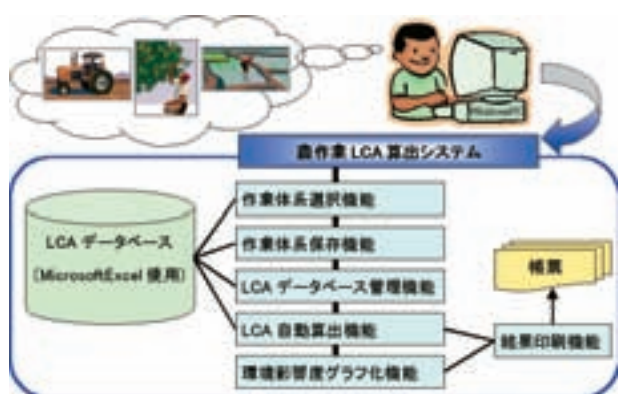 Microsoft
農作業 LCA 算出システム
作業体系選択機能
作業体系保存機能
LCA データベース管理機能
LCA 自動算出機能
環境影響度グラフ化機能
LCA データベース
(MicrosoftExcel 使用)
帳票
結果印刷機能